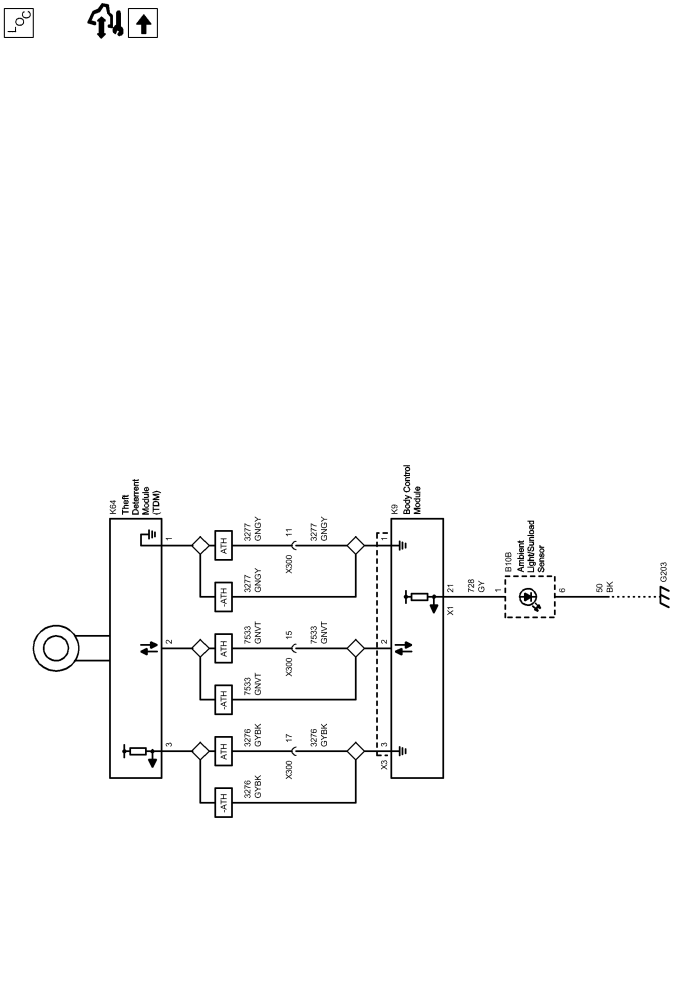 LOC
K64
Theft
Deterrent
Module
(TDM)
1
2
3
ATH
-ATH
ATH
-ATH
ATH
-ATH
3277
GNGY
11
X300
3277
GNGY
3277
GNGY
7533
GNVT
15
X300
7533
GNVT
7533
GNVT
3276
GYBK
17
X300
3276
GYBK
3276
GYBK
1
2
3
X3
K9
Body Control
Module
21
X1
728
GY
1
B10B
Ambient
Light/Sunload
Sensor
6
50
BK
G203